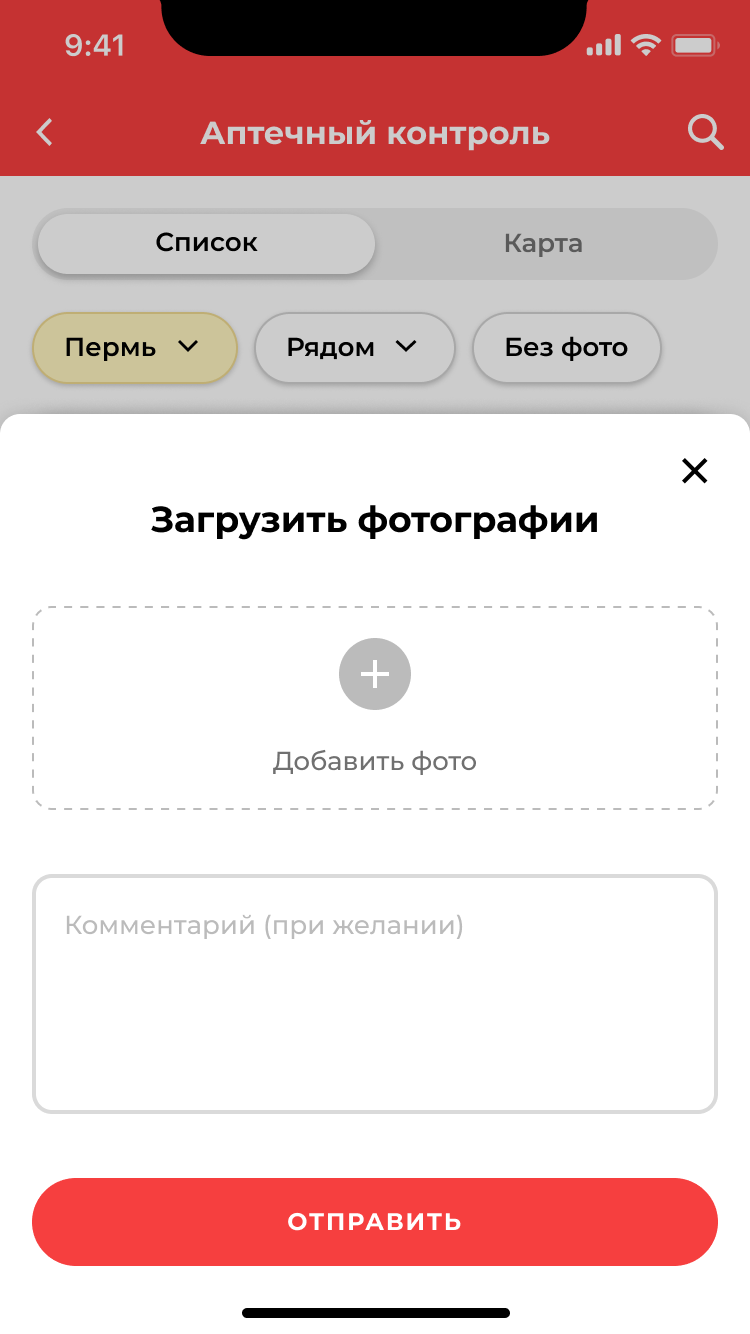 9:41
Аптечный контроль
Список Карта
Пермь Рядом Без фото
Загрузить фотографии
Добавить фото
Комментарий (при желании)
ОТПРАВИТЬ